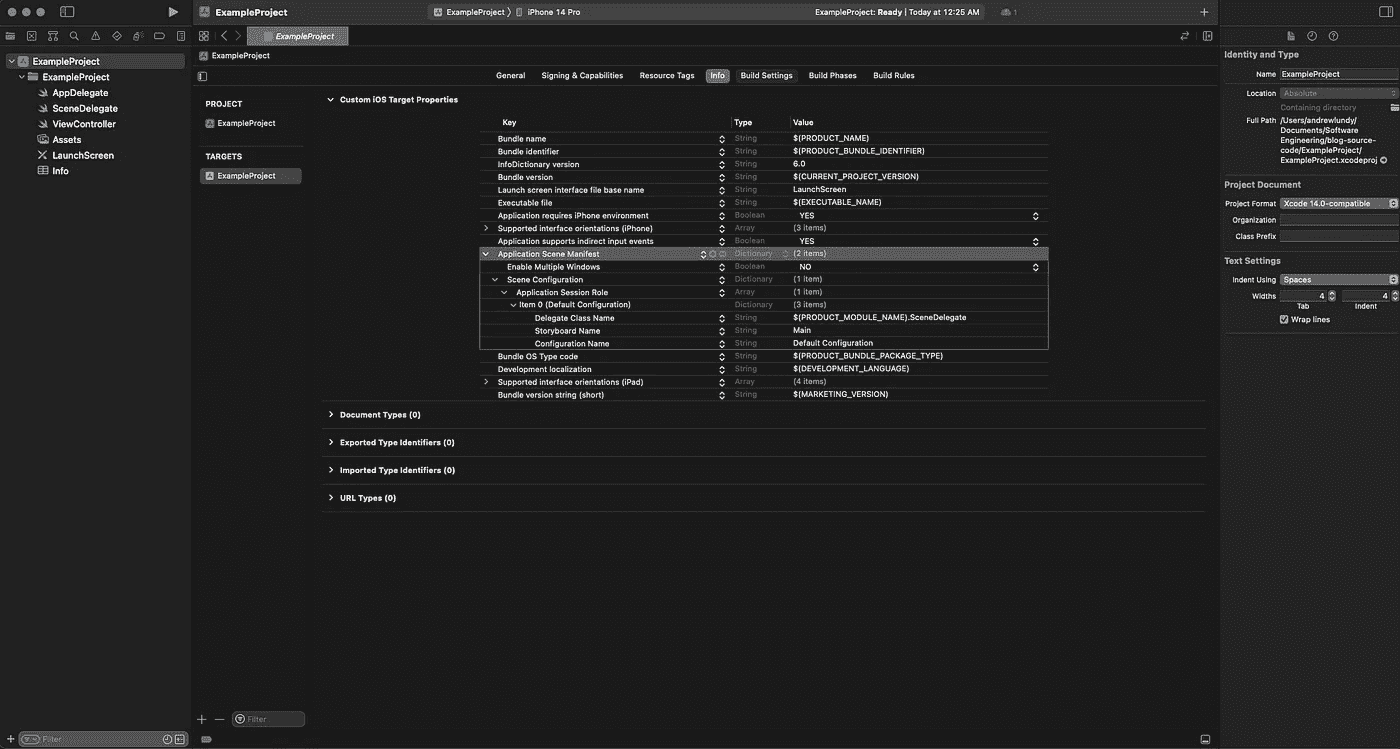 ExampleProject
ExampleProject iPhone 14 Pro
ExampleProject: Ready | Today at 12:25 AM
1
ExampleProject
ExampleProject
ExampleProject
ExampleProject
AppDelegate
SceneDelegate
ViewController
Assets
LaunchScreen
Info
General Signing & Capabilities Resource Tags Info Build Settings Build Phases Build Rules
PROJECT
ExampleProject
TARGETS
ExampleProject
Custom iOS Target Properties
Key Type Value
Bundle name String $(PRODUCT_NAME)
Bundle identifier String $(PRODUCT_BUNDLE_IDENTIFIER)
InfoDictionary version String 6.0
Bundle version String $(CURRENT_PROJECT_VERSION)
Launch screen interface file base name String LaunchScreen
Executable file String $(EXECUTABLE_NAME)
Application requires iPhone environment Boolean YES
Supported interface orientations (iPhone) Array (3 items)
Application supports indirect input events Boolean YES
Application Scene Manifest Dictionary (2 items)
Enable Multiple Windows Boolean NO
Scene Configuration Dictionary (1 item)
Application Session Role Array (1 item)
Item 0 (Default Configuration) Dictionary (3 items)
Delegate Class Name String $(PRODUCT_MODULE_NAME).SceneDelegate
Storyboard Name String Main
Configuration Name String Default Configuration
Bundle OS Type code String $(PRODUCT_BUNDLE_PACKAGE_TYPE)
Development localization String $(DEVELOPMENT_LANGUAGE)
Supported interface orientations (iPad) Array (4 items)
Bundle version string (short) String $(MARKETING_VERSION)
Document Types (0)
Exported Type Identifiers (0)
Imported Type Identifiers (0)
URL Types (0)
Filter
Filter
Identity and Type
Name ExampleProject
Location Absolute
Containing directory
Full Path /Users/andrewlundy/
Documents/Software
Engineering/blog-source-
code/ExampleProject/
ExampleProject.xcodeproj
Project Document
Project Format Xcode 14.0-compatible
Organization
Class Prefix
Text Settings
Indent Using Spaces
Widths 4 4
Tab Indent
Wrap lines